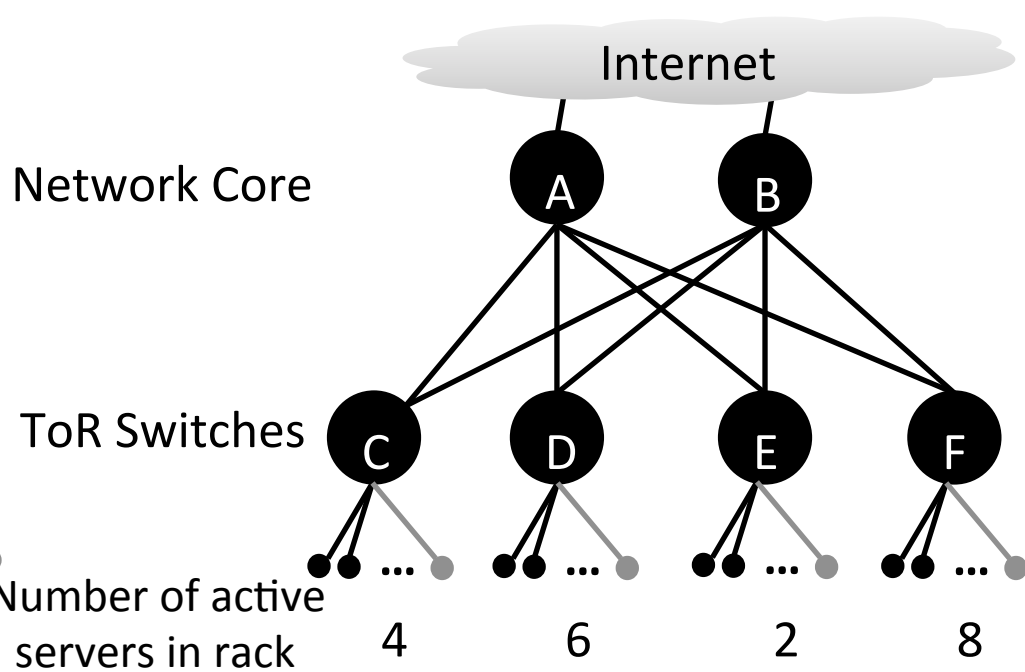 Internet
Network Core
A
B
ToR Switches
C
D
E
F
... ... ... ...
Number of active
servers in rack
4 6 2 8